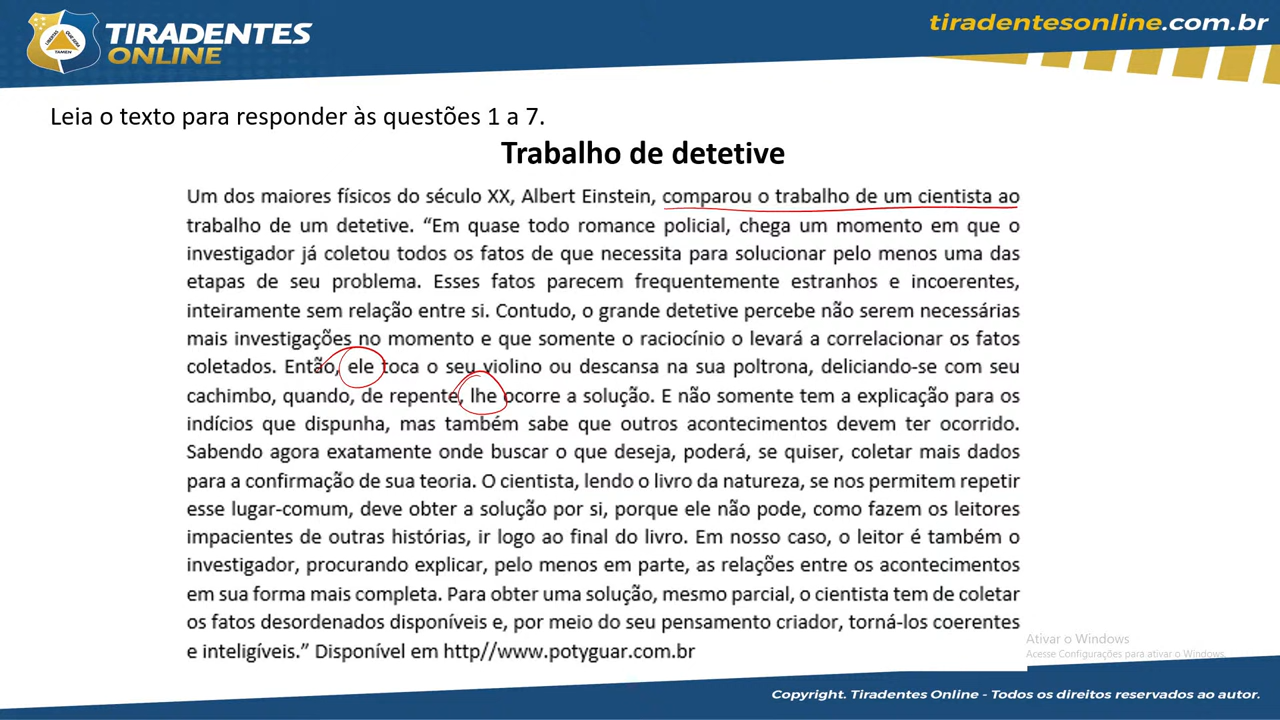 TIRADENTES
ONLINE
tiradentesonline.com.br
Leia o texto para responder às questões 1 a 7.
Trabalho de detetive
Um dos maiores físicos do século XX, Albert Einstein, comparou o trabalho de um cientista ao
trabalho de um detetive. “Em quase todo romance policial, chega um momento em que o
investigador já coletou todos os fatos de que necessita para solucionar pelo menos uma das
etapas de seu problema. Esses fatos parecem frequentemente estranhos e incoerentes,
inteiramente sem relação entre si. Contudo, o grande detetive percebe não serem necessárias
mais investigações no momento e que somente o raciocínio o levará a correlacionar os fatos
coletados. Então, ele toca o seu violino ou descansa na sua poltrona, deliciando-se com seu
cachimbo, quando, de repente, lhe ocorre a solução. E não somente tem a explicação para os
indícios que dispunha, mas também sabe que outros acontecimentos devem ter ocorrido.
Sabendo agora exatamente onde buscar o que deseja, poderá, se quiser, coletar mais dados
para a confirmação de sua teoria. O cientista, lendo o livro da natureza, se nos permitem repetir
esse lugar-comum, deve obter a solução por si, porque ele não pode, como fazem os leitores
impacientes de outras histórias, ir logo ao final do livro. Em nosso caso, o leitor é também o
investigador, procurando explicar, pelo menos em parte, as relações entre os acontecimentos
em sua forma mais completa. Para obter uma solução, mesmo parcial, o cientista tem de coletar
os fatos desordenados disponíveis e, por meio do seu pensamento criador, torná-los coerentes
e inteligíveis.” Disponível em http//www.potyguar.com.br
Ativar o Windows
Acesse Configurações para ativar o Windows.
Copyright. Tiradentes Online - Todos os direitos reservados ao autor.